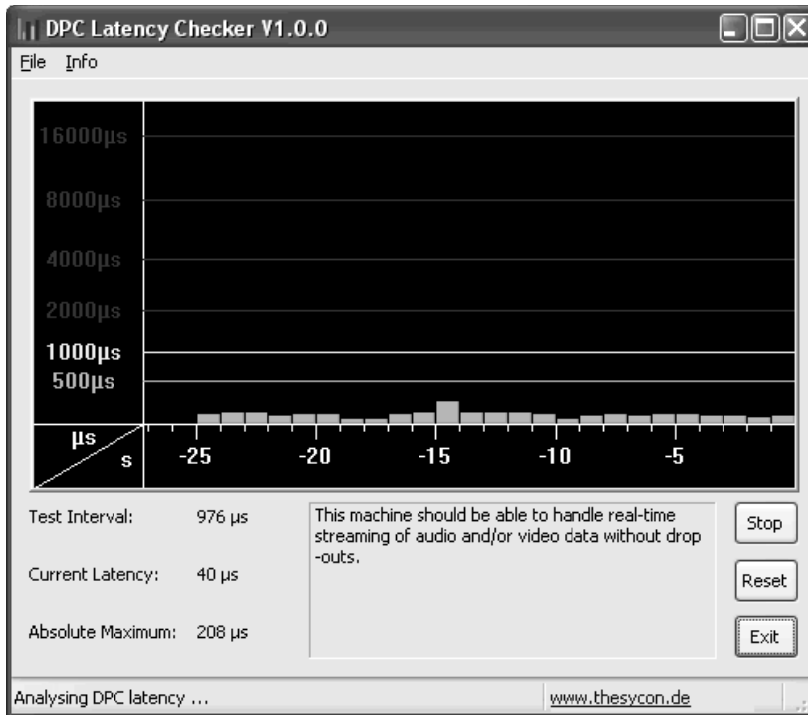 DPC Latency Checker V1.0.0
File Info
16000µs
8000µs
4000µs
2000µs
1000µs
500µs
µs
s
-25 -20 -15 -10 -5
Test Interval: 976 µs
Current Latency: 40 µs
Absolute Maximum: 208 µs
This machine should be able to handle real-time
streaming of audio and/or video data without drop
-outs.
Stop
Reset
Exit
Analysing DPC latency ...
www.thesycon.de